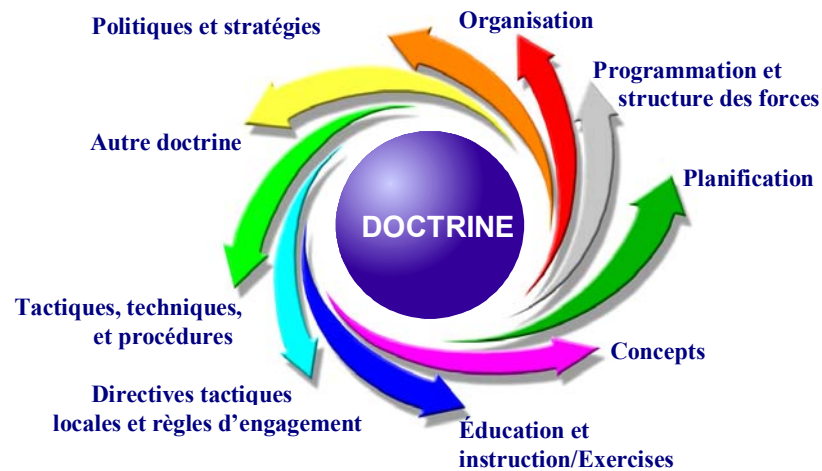 Politiques et stratégies
Organisation
Programmation et
structure des forces
Autre doctrine
Planification
DOCTRINE
Tactiques, techniques,
et procédures
Concepts
Directives tactiques
locales et règles d’engagement
Éducation et
instruction/Exercises